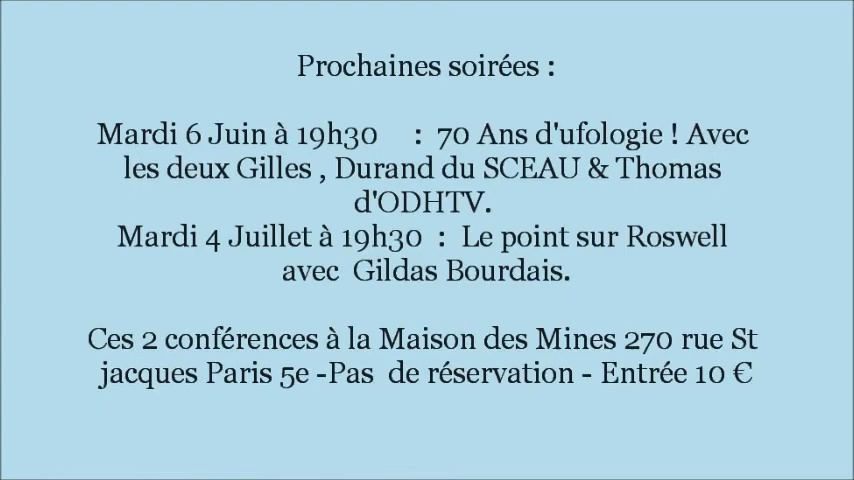 Prochaines soirées :
Mardi 6 Juin à 19h30 : 70 Ans d'ufologie ! Avec
les deux Gilles , Durand du SCEAU & Thomas
d'ODHTV.
Mardi 4 Juillet à 19h30 : Le point sur Roswell
avec Gildas Bourdais.
Ces 2 conférences à la Maison des Mines 270 rue St
jacques Paris 5e -Pas de réservation - Entrée 10 €